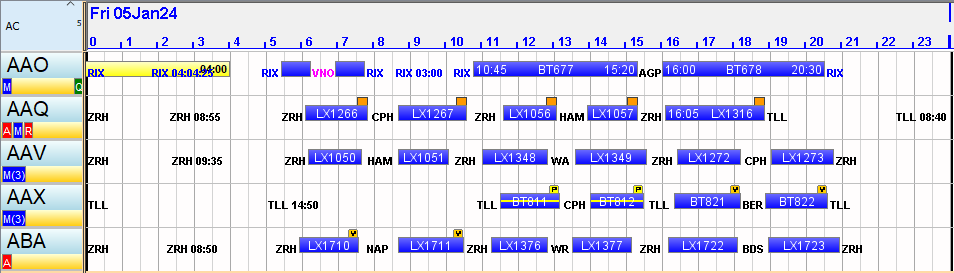 Fri 05Jan24
AC 5
0 1 2 3 4 5 6 7 8 9 10 11 12 13 14 15 16 17 18 19 20 21 22 23
AAO RIX RIX 04:04:25 04:00 RIX VNO RIX RIX 03:00 RIX 10:45 BT677 15:20 AGP 16:00 BT678 20:30 RIX
M Q
AAQ ZRH ZRH 08:55 ZRH LX1266 CPH LX1267 ZRH LX1056 HAM LX1057 ZRH 16:05 LX1316 TLL TLL 08:40
A M R
AAV ZRH ZRH 09:35 ZRH LX1050 HAM LX1051 ZRH LX1348 WA LX1349 ZRH LX1272 CPH LX1273 ZRH
M(3)
AAX TLL TLL 14:50 TLL BT811 P CPH BT812 P TLL BT821 BER BT822 TLL
M(3)
ABA ZRH ZRH 08:50 ZRH LX1710 NAP LX1711 ZRH LX1376 WR LX1377 ZRH LX1722 BDS LX1723 ZRH
A